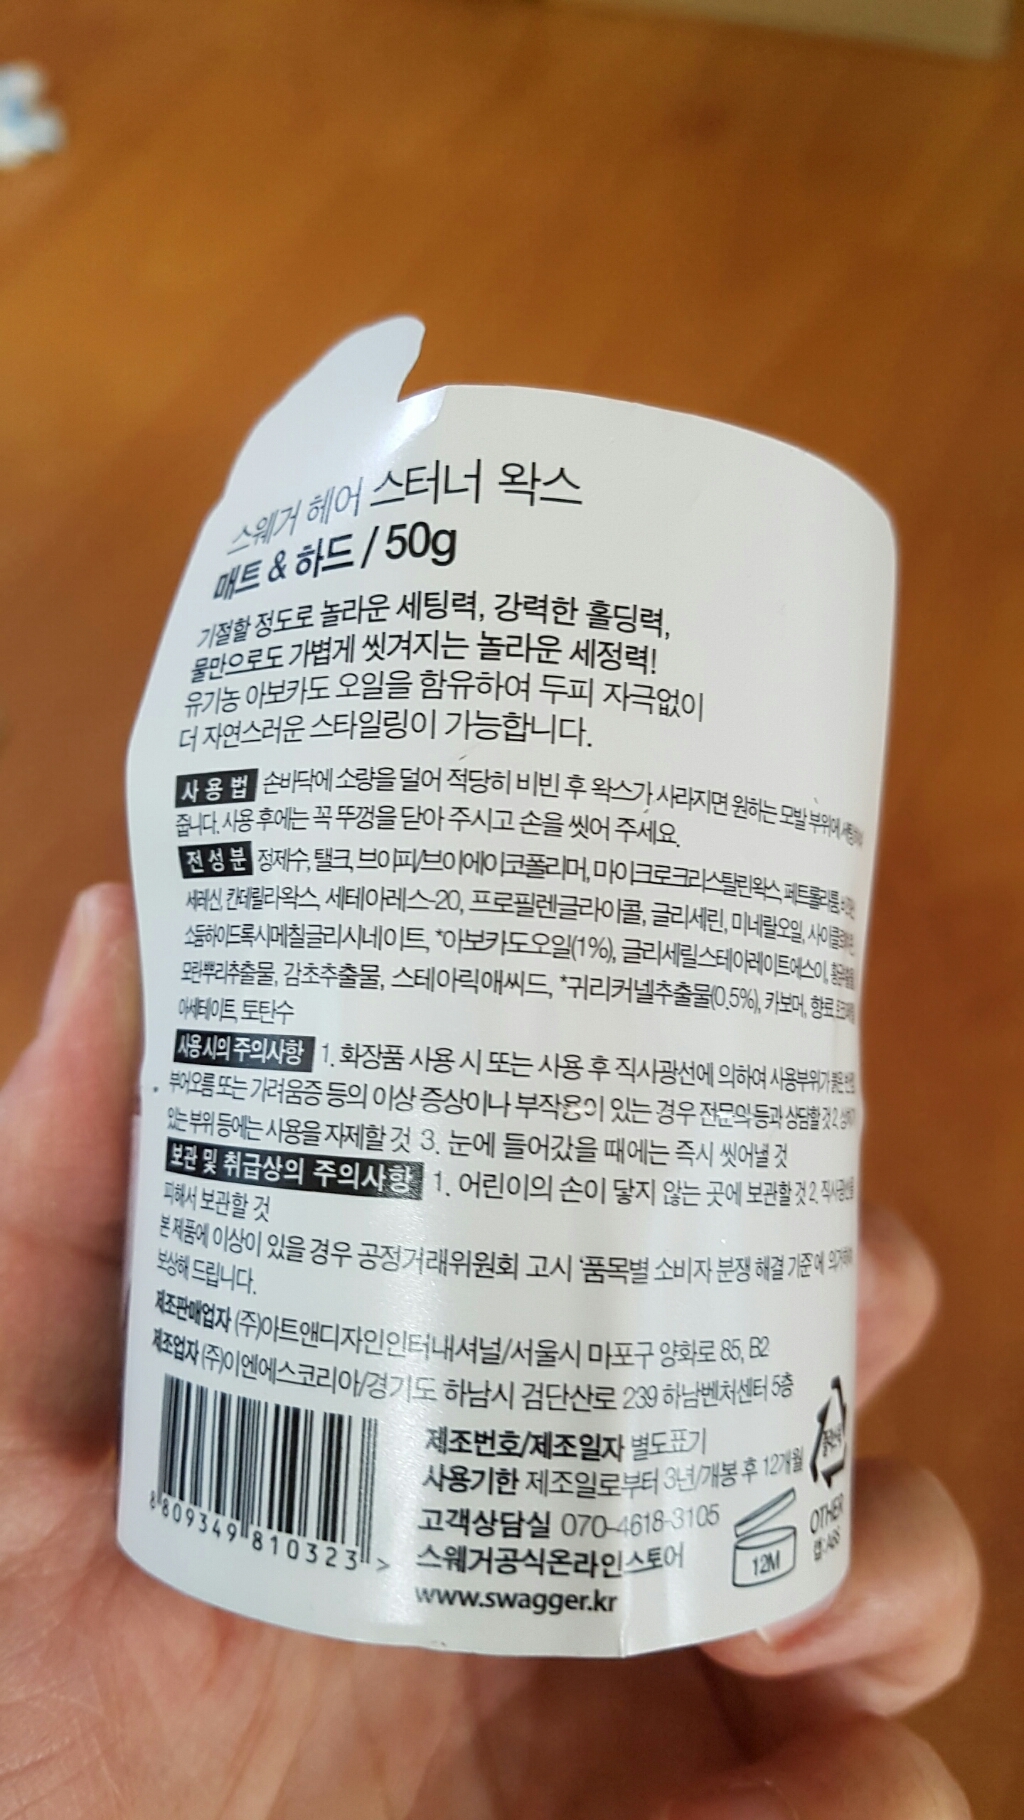 스웨거 헤어 스터너 왁스
매트 & 하드 / 50g
기절할 정도로 놀라운 세팅력, 강력한 홀딩력,
물만으로도 가볍게 씻겨지는 놀라운 세정력!
유기농 아보카도 오일을 함유하여 두피 자극없이
더 자연스러운 스타일링이 가능합니다.
사용법 손바닥에 소량을 덜어 적당히 비빈 후 왁스가 사라지면 원하는 모발 부위에
줍니다. 사용 후에는 꼭 뚜껑을 닫아 주시고 손을 씻어 주세요.
전성분 정제수, 탤크, 브이피/브이에이코폴리머, 마이크로크리스탈린왁스, 페트롤라툼,
세레신, 칸데릴라왁스, 세테아레스-20, 프로필렌글라이콜, 글리세린, 미네랄오일,
소듐하이드록시메칠글리시네이트, *아보카도오일(1%), 글리세릴스테아레이트에스이,
모란뿌리추출물, 감초추출물, 스테아릭애씨드, *귀리커넬추출물(0.5%), 카보머, 향료,
아세테이트, 토탄수
사용시의 주의사항 1. 화장품 사용 시 또는 사용 후 직사광선에 의하여 사용부위가 붉은
부어오름 또는 가려움증 등의 이상 증상이나 부작용이 있는 경우 전문의 등과 상담할 것 2.
있는 부위 등에는 사용을 자제할 것 3. 눈에 들어갔을 때에는 즉시 씻어낼 것
보관 및 취급상의 주의사항 1. 어린이의 손이 닿지 않는 곳에 보관할 것 2. 직사광선을
피해서 보관할 것
본 제품에 이상이 있을 경우 공정거래위원회 고시 '품목별 소비자 분쟁 해결 기준'에
보상해 드립니다.
제조판매업자 (주)아트앤디자인인터내셔널/서울시 마포구 양화로 85, B2
제조업자 (주)이엔에스코리아/경기도 하남시 검단산로 239 하남벤처센터 5층
제조번호/제조일자 별도표기
사용기한 제조일로부터 3년/개봉 후 12개월
고객상담실 070-4618-3105
스웨거공식온라인스토어
www.swagger.kr
8 809349 810323 >
12M
OTHER
캡:ABS